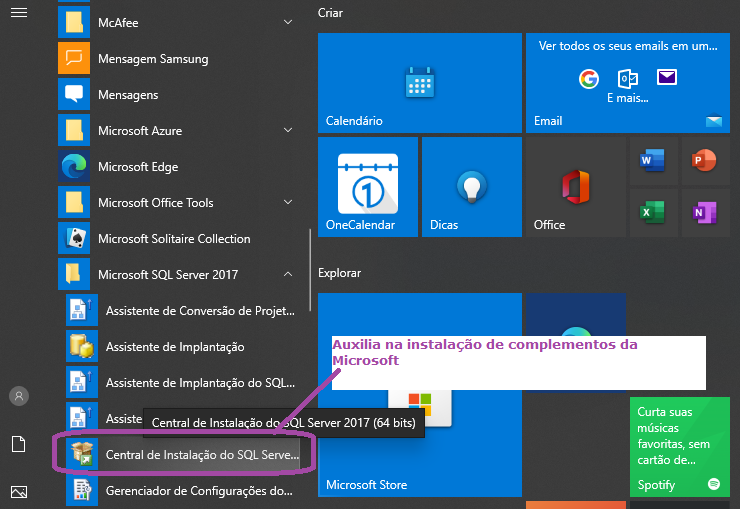 McAfee
Mensagem Samsung
Mensagens
Microsoft Azure
Microsoft Edge
Microsoft Office Tools
Microsoft Solitaire Collection
Microsoft SQL Server 2017
Assistente de Conversão de Projet...
Assistente de Implantação
Assistente de Implantação do SQL...
Assiste
Central de Instalação do SQL Server 2017 (64 bits)
Central de Instalação do SQL Serve...
Gerenciador de Configurações do...
Criar
Calendário
Ver todos os seus emails em um...
E mais...
Email
OneCalendar
Dicas
Office
Explorar
Auxilia na instalação de complementos da
Microsoft
Microsoft Store
Curta suas
músicas
favoritas, sem
cartão de...
Spotify